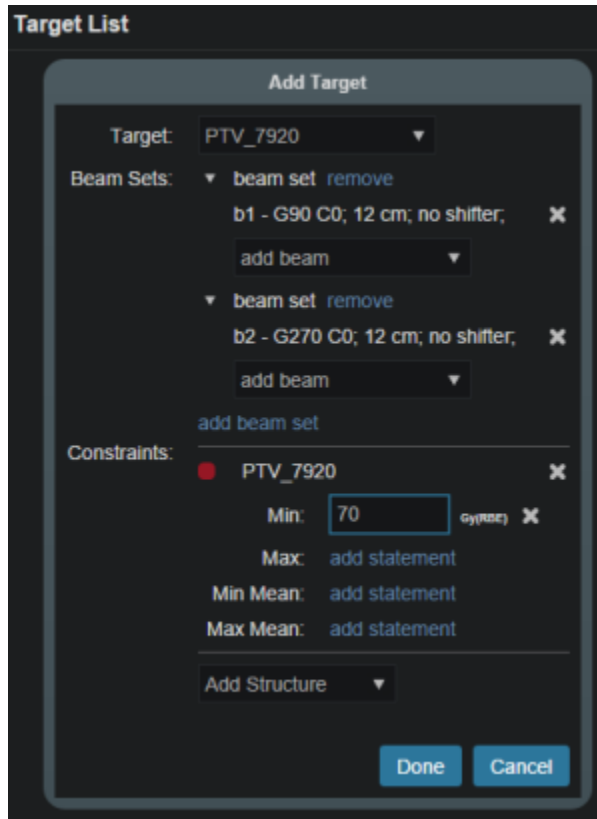 Target List
Add Target
Target: PTV_7920
Beam Sets: beam set remove
b1 - G90 C0; 12 cm; no shifter;
add beam
beam set remove
b2 - G270 C0; 12 cm; no shifter;
add beam
add beam set
Constraints:
PTV_7920
Min: 70 Gy(RBE)
Max: add statement
Min Mean: add statement
Max Mean: add statement
Add Structure
Done Cancel